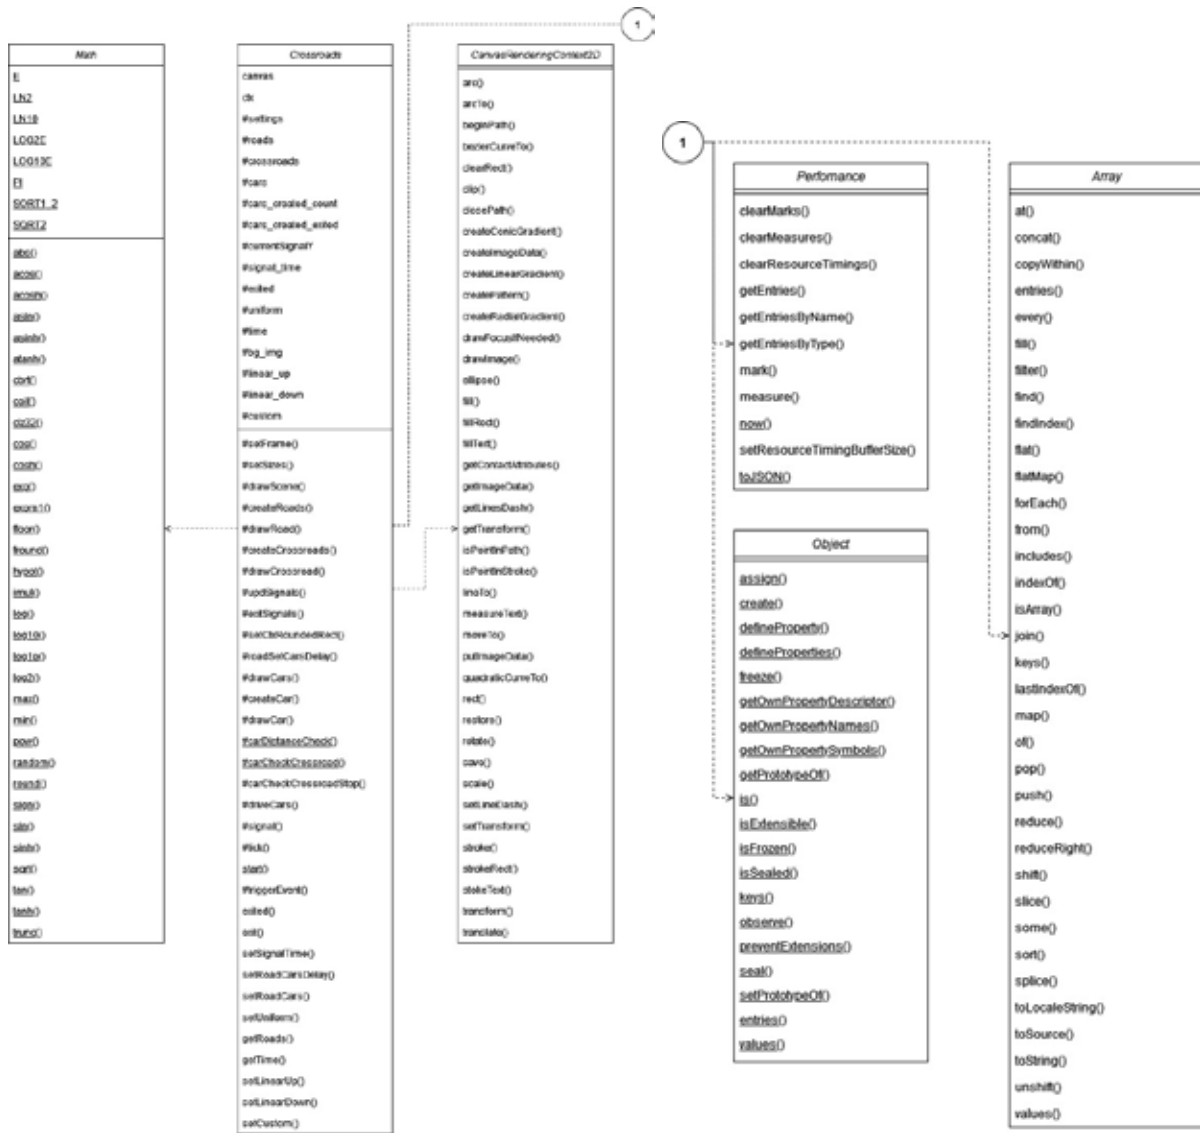 1
Math
E
LN2
LN10
LOG2E
LOG10E
PI
SQRT1_2
SQRT2
abs()
acos()
acosh()
asin()
asinh()
atanh()
cbrt()
ceil()
clz32()
cos()
cosh()
exp()
expm1()
floor()
fround()
hypot()
imul()
log()
log10()
log1p()
log2()
max()
min()
pow()
random()
round()
sign()
sin()
sinh()
sqrt()
tan()
tanh()
trunc()
Crossroads
canvas
ctx
#settings
#roads
#crossroads
#cars
#cars_created_count
#cars_created_exited
#currentSignalY
#signal_time
#exited
#uniform
#time
#bg_img
#linear_up
#linear_down
#custom
#setFrame()
#setSizes()
#drawScene()
#createRoads()
#drawRoad()
#createCrossroads()
#drawCrossroad()
#updSignals()
#setCtxRoundedRect()
#roadSetCarsDelay()
#drawCars()
#createCar()
#drawCar()
#carDistanceCheck()
#carCheckCrossroad()
#carCheckCrossroadStop()
#driveCars()
#signal()
#tick()
start()
#triggerEvent()
exited()
setSignalTime()
setRoadCarsDelay()
setRoadCars()
setUniform()
getRoads()
getTime()
setLinearUp()
setLinearDown()
setCustom()
CanvasRenderingContext2D
arc()
arcTo()
beginPath()
bezierCurveTo()
clearRect()
clip()
closePath()
createConicGradient()
createImageData()
createLinearGradient()
createPattern()
createRadialGradient()
drawFocusIfNeeded()
drawImage()
ellipse()
fill()
fillRect()
fillText()
getContextAttributes()
getImageData()
getLinesDash()
getTransform()
isPointInPath()
isPointInStroke()
lineTo()
measureText()
moveTo()
putImageData()
quadraticCurveTo()
rect()
restore()
rotate()
save()
scale()
setLineDash()
setTransform()
stroke()
strokeRect()
stokeText()
transform()
translate()
1
Perfomance
clearMarks()
clearMeasures()
clearResourceTimings()
getEntries()
getEntriesByName()
getEntriesByType()
mark()
measure()
now()
setResourceTimingBufferSize()
toJSON()
Object
assign()
create()
defineProperty()
defineProperties()
freeze()
getOwnPropertyDescriptor()
getOwnPropertyNames()
getOwnPropertySymbols()
getPrototypeOf()
is()
isExtensible()
isFrozen()
isSealed()
keys()
observe()
preventExtensions()
seal()
setPrototypeOf()
entries()
values()
Array
at()
concat()
copyWithin()
entries()
every()
fill()
filter()
find()
findIndex()
flat()
flatMap()
forEach()
from()
includes()
indexOf()
isArray()
join()
keys()
lastIndexOf()
map()
of()
pop()
push()
reduce()
reduceRight()
shift()
slice()
some()
sort()
splice()
toLocaleString()
toSource()
toString()
unshift()
values()